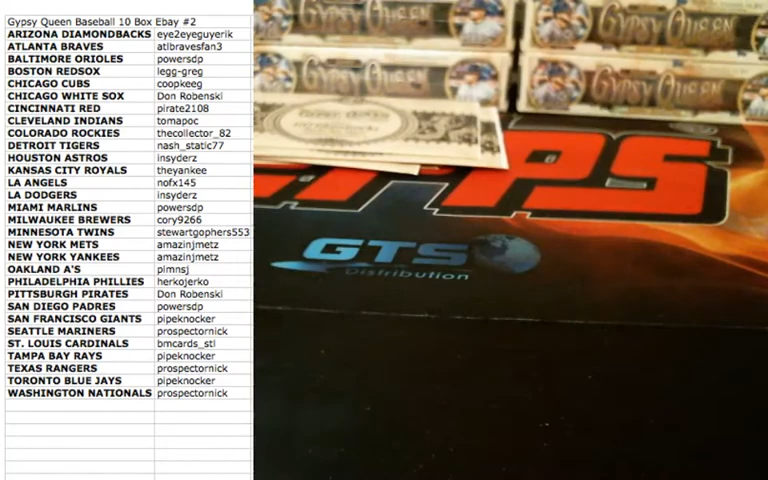 Gypsy Queen Baseball 10 Box Ebay #2
ARIZONA DIAMONDBACKS eye2eyeguyerik
ATLANTA BRAVES atlbravesfan3
BALTIMORE ORIOLES powersdp
BOSTON REDSOX legg-greg
CHICAGO CUBS coopkeeg
CHICAGO WHITE SOX Don Robenski
CINCINNATI RED pirate2108
CLEVELAND INDIANS tomapoc
COLORADO ROCKIES thecollector_82
DETROIT TIGERS nash_static77
HOUSTON ASTROS insyderz
KANSAS CITY ROYALS theyankee
LA ANGELS nofx145
LA DODGERS insyderz
MIAMI MARLINS powersdp
MILWAUKEE BREWERS cory9266
MINNESOTA TWINS stewartgophers553
NEW YORK METS amazinjmetz
NEW YORK YANKEES amazinjmetz
OAKLAND A'S plmnsj
PHILADELPHIA PHILLIES herkojerko
PITTSBURGH PIRATES Don Robenski
SAN DIEGO PADRES powersdp
SAN FRANCISCO GIANTS pipeknocker
SEATTLE MARINERS prospectornick
ST. LOUIS CARDINALS bmcards_stl
TAMPA BAY RAYS pipeknocker
TEXAS RANGERS prospectornick
TORONTO BLUE JAYS pipeknocker
WASHINGTON NATIONALS prospectornick
GYPSY QUEEN
GYPSY QUEEN
GYPSY QUEEN
GYPSY QUEEN
GYPSY QUEEN
PPS
GTS
Distribution